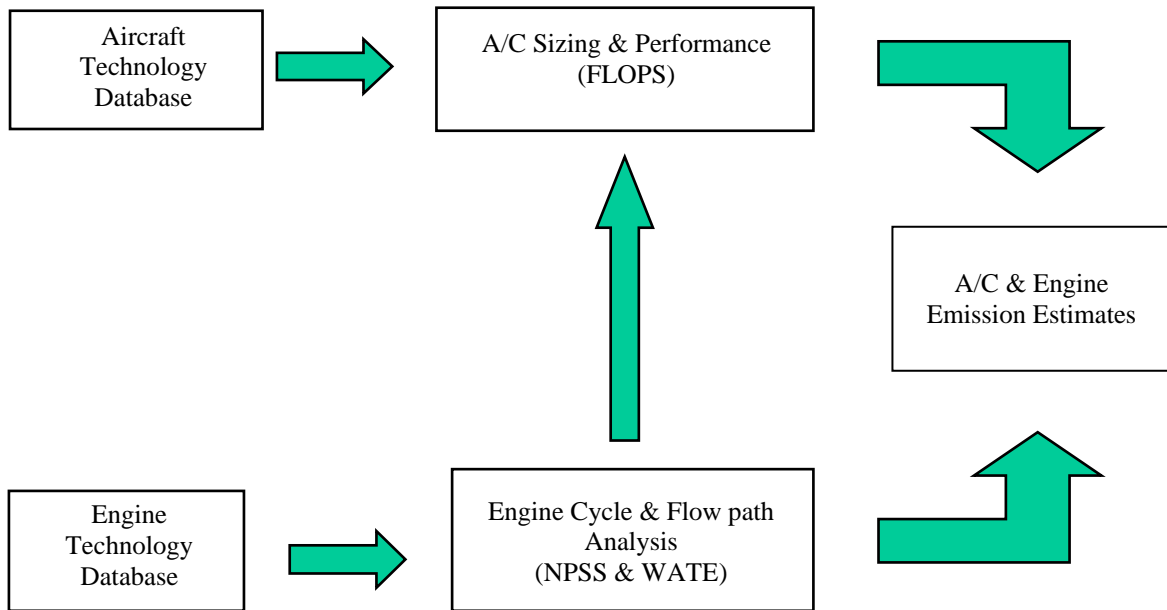 Aircraft
Technology
Database
A/C Sizing & Performance
(FLOPS)
A/C & Engine
Emission Estimates
Engine
Technology
Database
Engine Cycle & Flow path
Analysis
(NPSS & WATE)